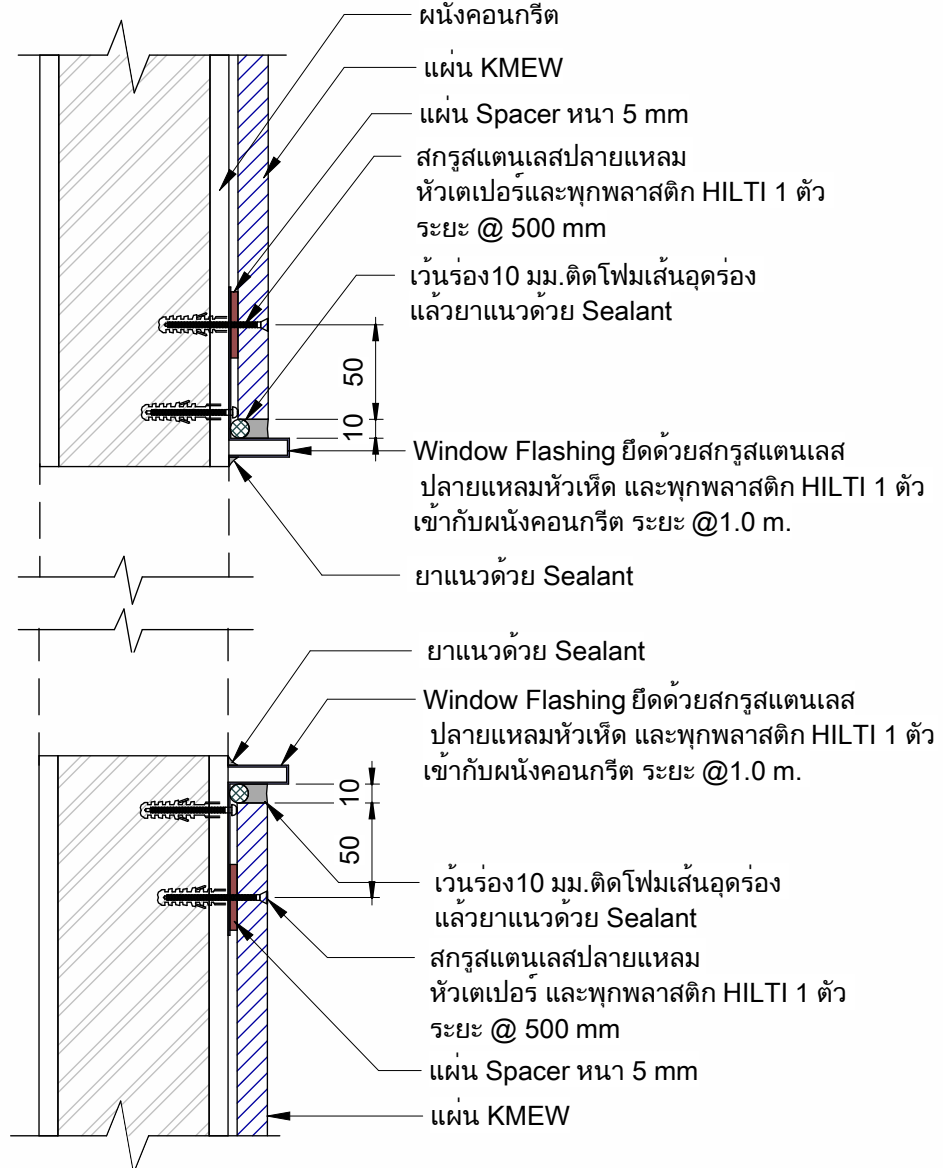 ผนังคอนกรีต
แผ่น KMEW
แผ่น Spacer หนา 5 mm
สกรูสแตนเลสปลายแหลม
หัวเตเปอร์และพุกพลาสติก HILTI 1 ตัว
ระยะ @ 500 mm
เว้นร่อง10 มม.ติดโฟมเส้นอุดร่อง
แล้วยาแนวด้วย Sealant
50
10
Window Flashing ยึดด้วยสกรูสแตนเลส
ปลายแหลมหัวเห็ด และพุกพลาสติก HILTI 1 ตัว
เข้ากับผนังคอนกรีต ระยะ @1.0 m.
ยาแนวด้วย Sealant
ยาแนวด้วย Sealant
Window Flashing ยึดด้วยสกรูสแตนเลส
ปลายแหลมหัวเห็ด และพุกพลาสติก HILTI 1 ตัว
เข้ากับผนังคอนกรีต ระยะ @1.0 m.
10
50
เว้นร่อง10 มม.ติดโฟมเส้นอุดร่อง
แล้วยาแนวด้วย Sealant
สกรูสแตนเลสปลายแหลม
หัวเตเปอร์ และพุกพลาสติก HILTI 1 ตัว
ระยะ @ 500 mm
แผ่น Spacer หนา 5 mm
แผ่น KMEW